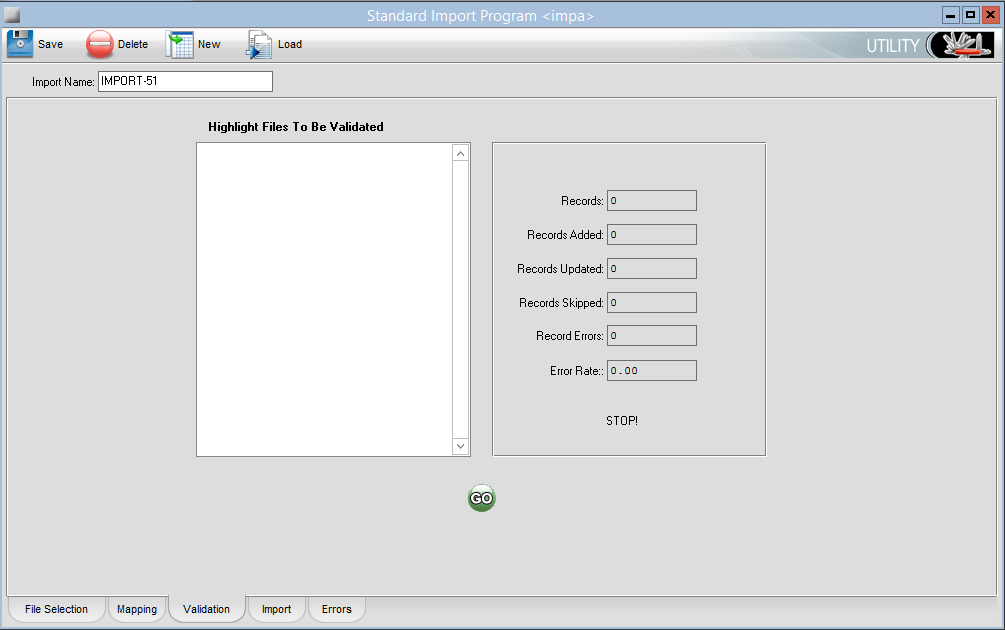 Standard Import Program <impa>
Save Delete New Load UTILITY
Import Name: IMPORT-51
Highlight Files To Be Validated
Records: 0
Records Added: 0
Records Updated: 0
Records Skipped: 0
Record Errors: 0
Error Rate:: 0.00
STOP!
GO
File Selection Mapping Validation Import Errors